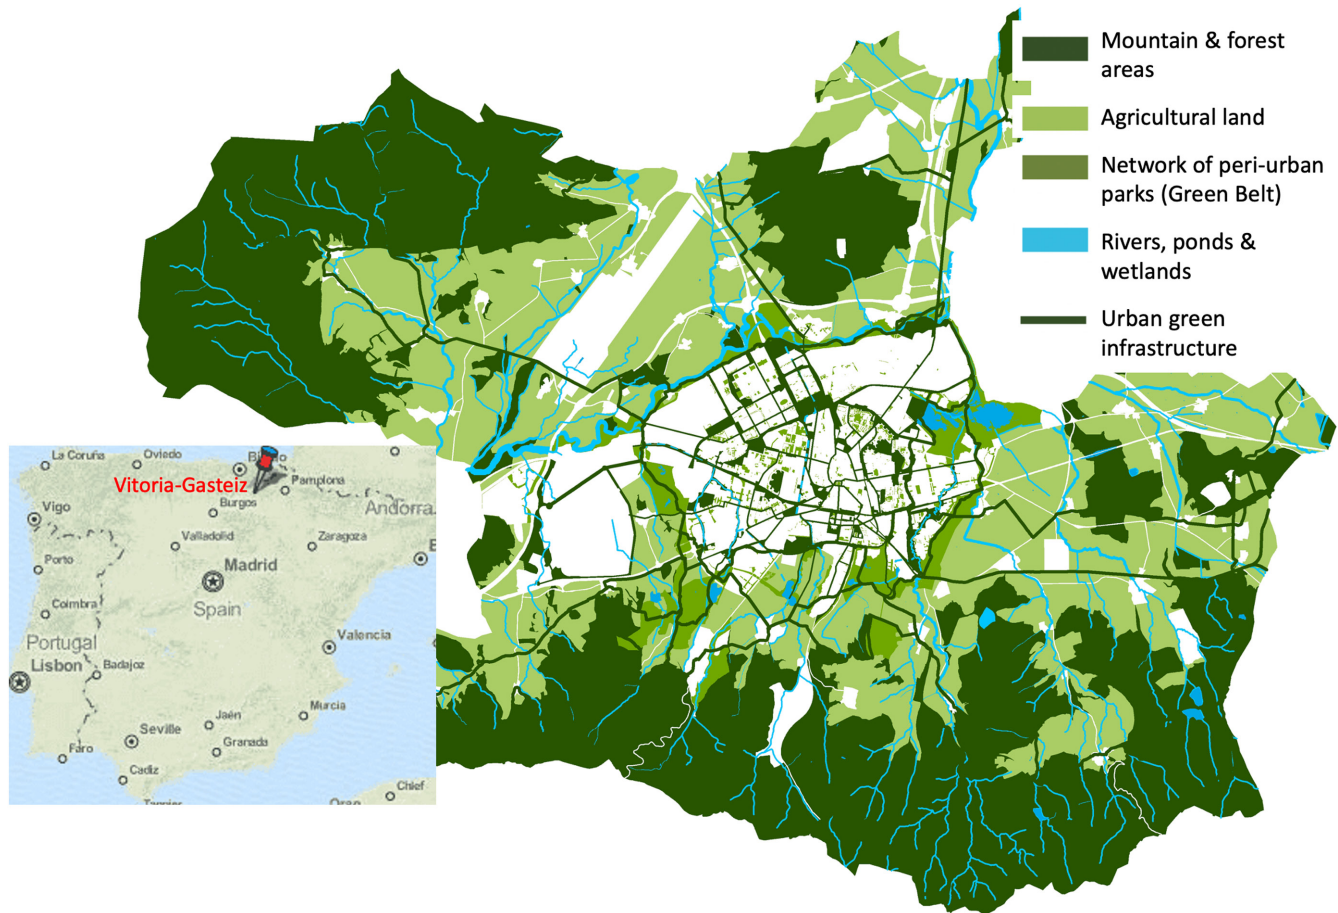 Mountain & forest
areas
Agricultural land
Network of peri-urban
parks (Green Belt)
Rivers, ponds &
wetlands
Urban green
infrastructure
La Coruña
Oviedo
Vitoria-Gasteiz
Pamplona
Burgos
Andorra
Vigo
Valladolid
Zaragoza
Porto
Madrid
Spain
Coimbra
Portugal
Lisbon
Badajoz
Valencia
Murcia
Jaén
Seville
Granada
Faro
Cadiz
Chief